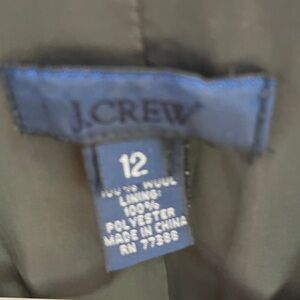 J.CREW
12
100% WOOL
LINING:
100%
POLYESTER
MADE IN CHINA
RN 77388